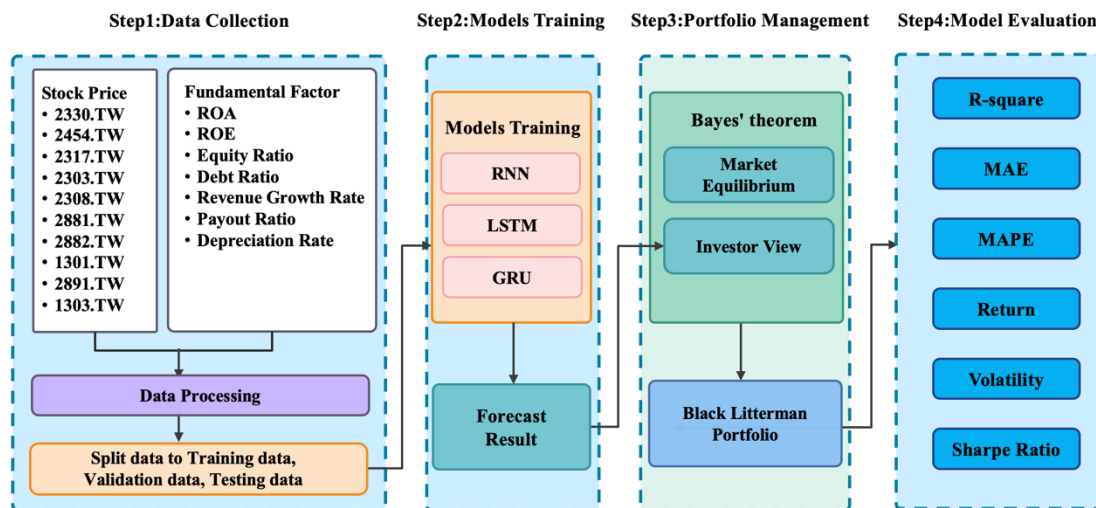 Step1:Data Collection
Stock Price
• 2330.TW
• 2454.TW
• 2317.TW
• 2303.TW
• 2308.TW
• 2881.TW
• 2882.TW
• 1301.TW
• 2891.TW
• 1303.TW
Fundamental Factor
• ROA
• ROE
• Equity Ratio
• Debt Ratio
• Revenue Growth Rate
• Payout Ratio
• Depreciation Rate
Data Processing
Split data to Training data,
Validation data, Testing data
Step2:Models Training
Models Training
RNN
LSTM
GRU
Forecast
Result
Step3:Portfolio Management
Bayes' theorem
Market
Equilibrium
Investor View
Black Litterman
Portfolio
Step4:Model Evaluation
R-square
MAE
MAPE
Return
Volatility
Sharpe Ratio